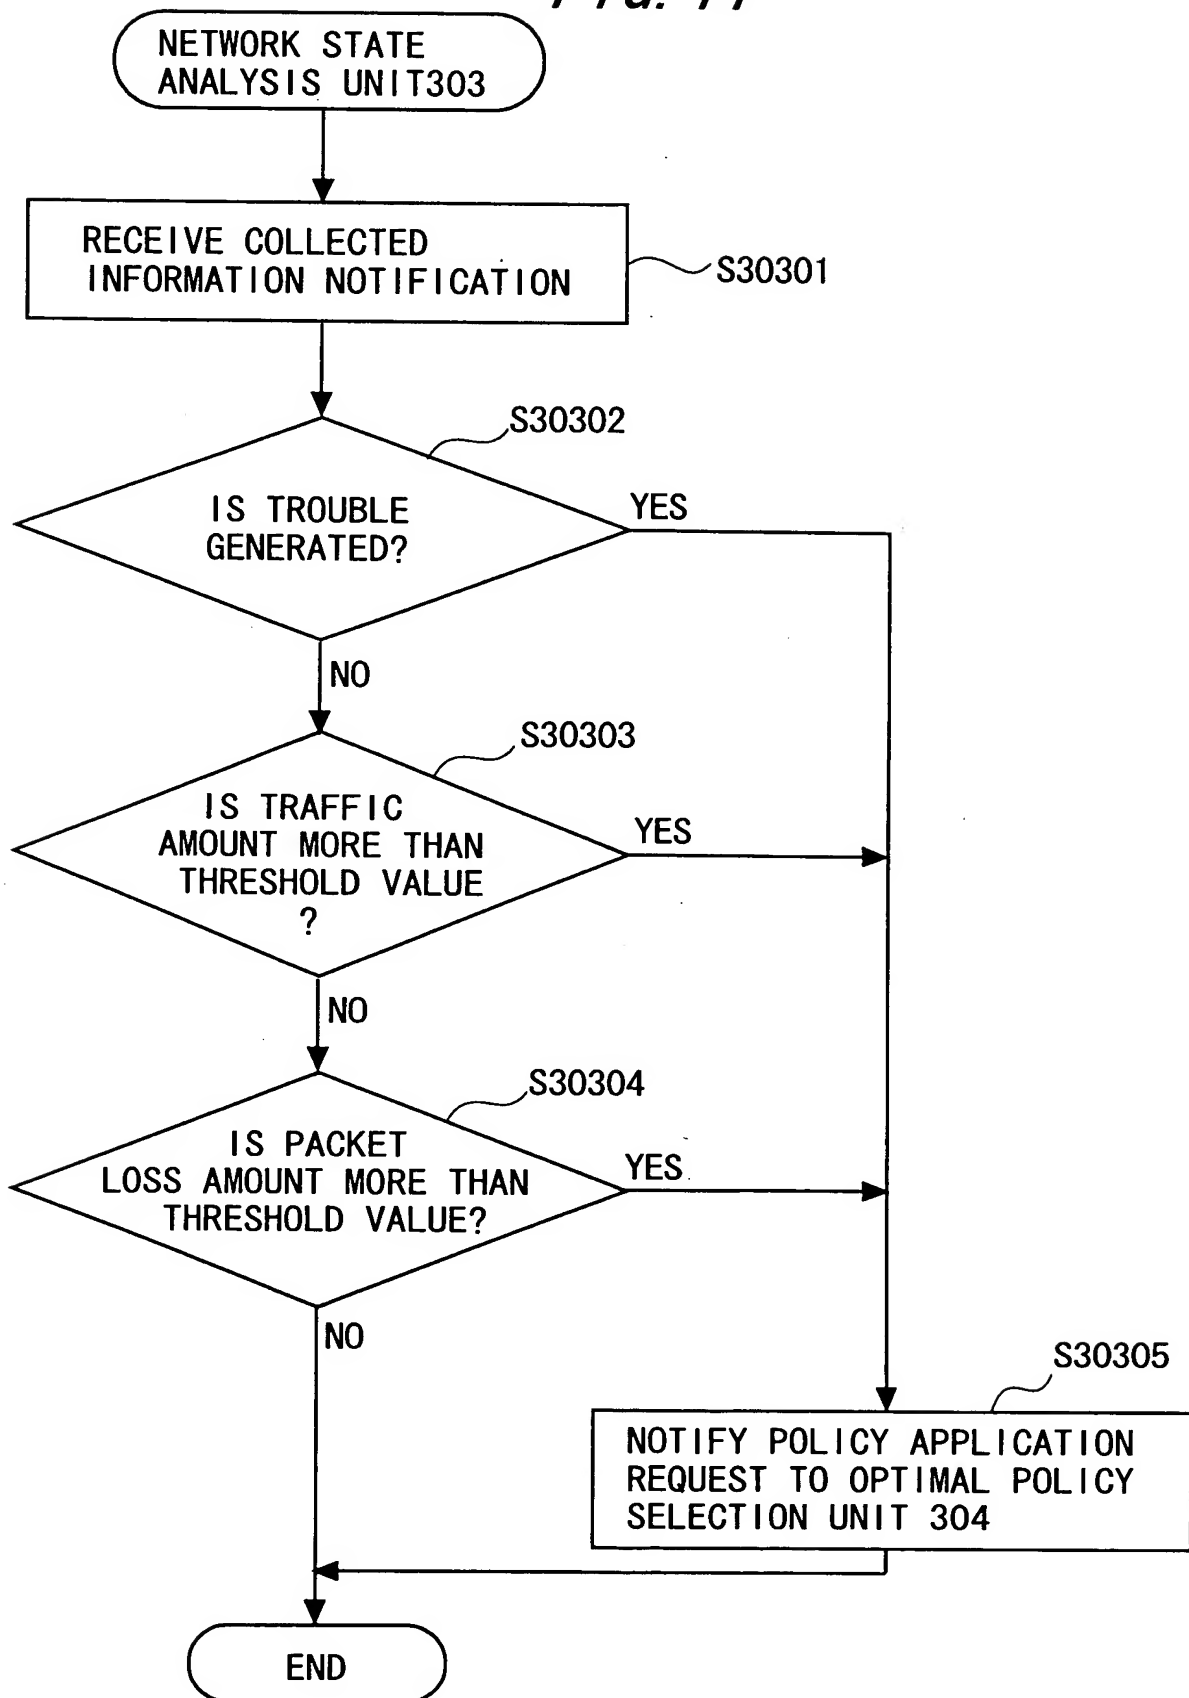 FIG. 11
NETWORK STATE
ANALYSIS UNIT303
RECEIVE COLLECTED
INFORMATION NOTIFICATION
S30301
S30302
IS TROUBLE
GENERATED?
YES
NO
S30303
IS TRAFFIC
AMOUNT MORE THAN
THRESHOLD VALUE
?
YES
NO
S30304
IS PACKET
LOSS AMOUNT MORE THAN
THRESHOLD VALUE?
YES
NO
S30305
NOTIFY POLICY APPLICATION
REQUEST TO OPTIMAL POLICY
SELECTION UNIT 304
END